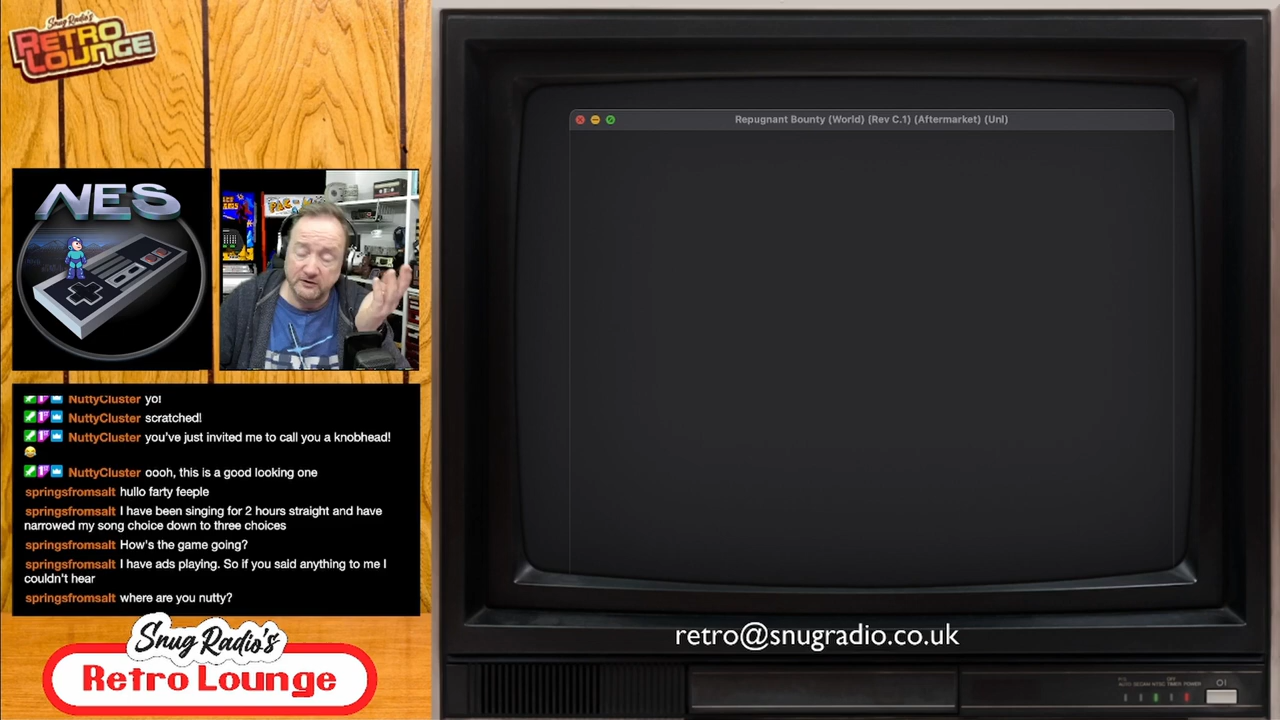 Snug Radio's
RETRO
LOUNGE
Repugnant Bounty (World) (Rev C.1) (Aftermarket) (Unl)
NES
PAC
NuttyCluster yo!
NuttyCluster scratched!
NuttyCluster you've just invited me to call you a knobhead!
😂
NuttyCluster oooh, this is a good looking one
springsfromsalt hullo farty feeple
springsfromsalt I have been singing for 2 hours straight and have
narrowed my song choice down to three choices
springsfromsalt How's the game going?
springsfromsalt I have ads playing. So if you said anything to me I
couldn't hear
springsfromsalt where are you nutty?
Snug Radio's
Retro Lounge
retro@snugradio.co.uk